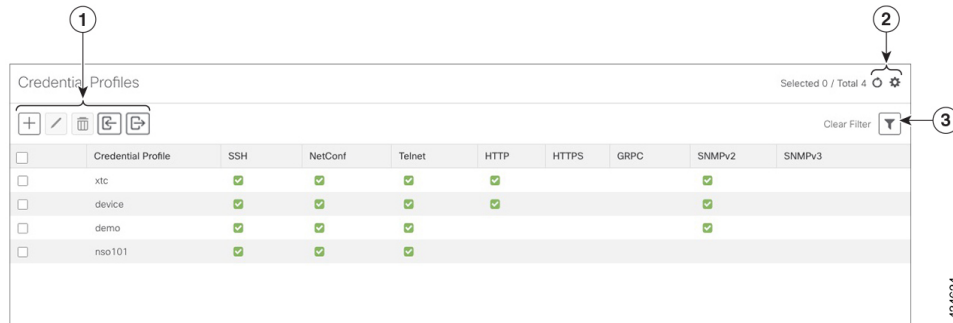 1
2
Credential Profiles
Selected 0 / Total 4
Clear Filter
3
Credential Profile SSH NetConf Telnet HTTP HTTPS GRPC SNMPv2 SNMPv3
xtc
device
demo
nso101